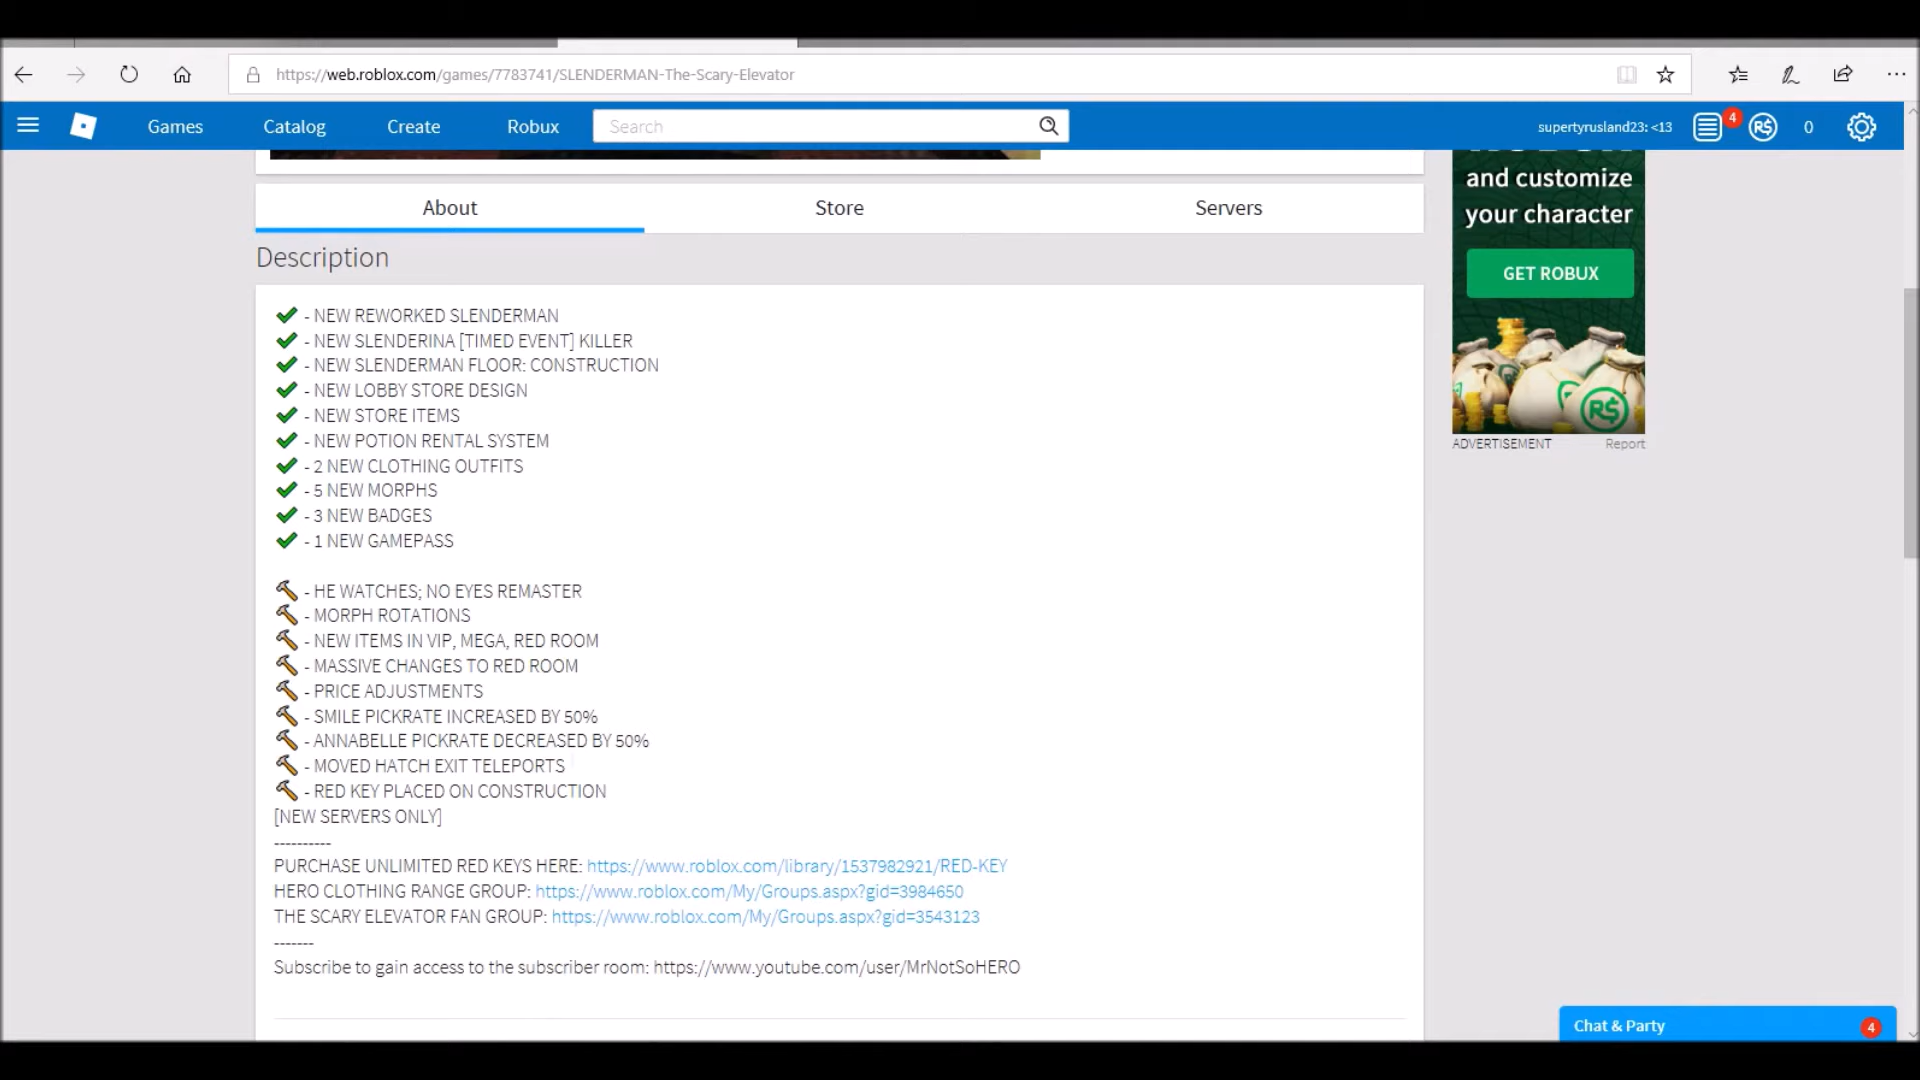 https://web.roblox.com/games/7783741/SLENDERMAN-The-Scary-Elevator
Games
Catalog
Create
Robux
Search
supertyrusland23: <13
4
0
and customize
your character
GET ROBUX
ADVERTISEMENT
Report
About
Store
Servers
Description
✔ - NEW REWORKED SLENDERMAN
✔ - NEW SLENDERINA [TIMED EVENT] KILLER
✔ - NEW SLENDERMAN FLOOR: CONSTRUCTION
✔ - NEW LOBBY STORE DESIGN
✔ - NEW STORE ITEMS
✔ - NEW POTION RENTAL SYSTEM
✔ - 2 NEW CLOTHING OUTFITS
✔ - 5 NEW MORPHS
✔ - 3 NEW BADGES
✔ - 1 NEW GAMEPASS
🔨 - HE WATCHES; NO EYES REMASTER
🔨 - MORPH ROTATIONS
🔨 - NEW ITEMS IN VIP, MEGA, RED ROOM
🔨 - MASSIVE CHANGES TO RED ROOM
🔨 - PRICE ADJUSTMENTS
🔨 - SMILE PICKRATE INCREASED BY 50%
🔨 - ANNABELLE PICKRATE DECREASED BY 50%
🔨 - MOVED HATCH EXIT TELEPORTS
🔨 - RED KEY PLACED ON CONSTRUCTION
[NEW SERVERS ONLY]
----------
PURCHASE UNLIMITED RED KEYS HERE: https://www.roblox.com/library/1537982921/RED-KEY
HERO CLOTHING RANGE GROUP: https://www.roblox.com/My/Groups.aspx?gid=3984650
THE SCARY ELEVATOR FAN GROUP: https://www.roblox.com/My/Groups.aspx?gid=3543123
-------
Subscribe to gain access to the subscriber room: https://www.youtube.com/user/MrNotSoHERO
Chat & Party
4